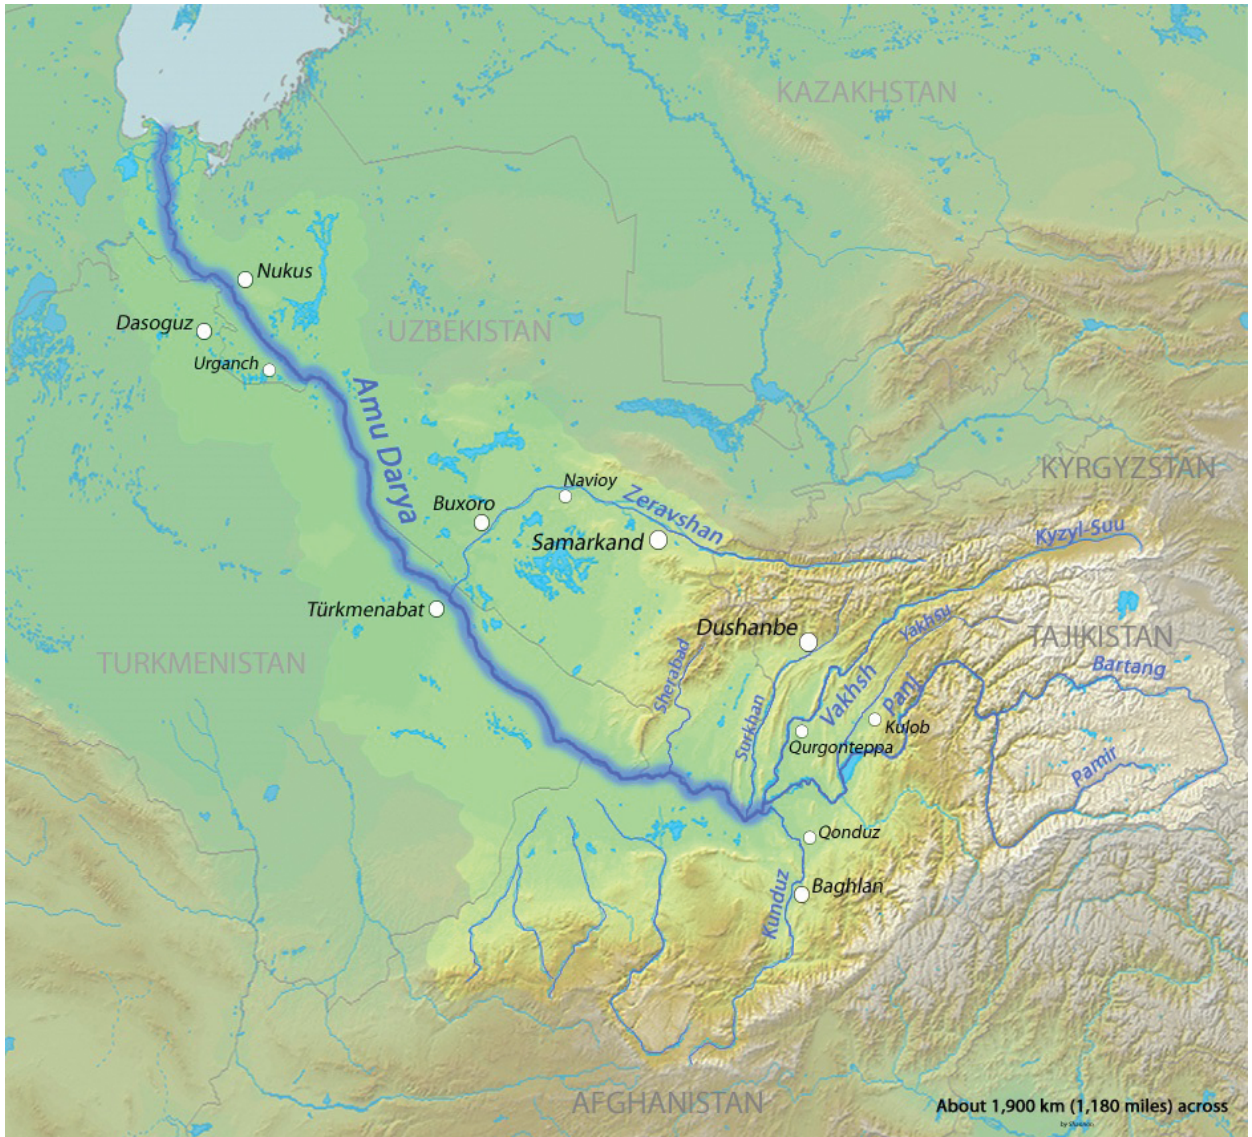 KAZAKHSTAN
Nukus
Dasoguz
UZBEKISTAN
Urganch
Amu Darya
KYRGYZSTAN
Navioy
Zeravshan
Buxoro
Kyzyl-Suu
Samarkand
Türkmenabat
Yakhsu
Dushanbe
TAJIKISTAN
TURKMENISTAN
Bartang
Sherabad
Vakhsh
Panj
Surkhan
Kulob
Qurgonteppa
Pamir
Qonduz
Baghlan
Kunduz
AFGHANISTAN
About 1,900 km (1,180 miles) across